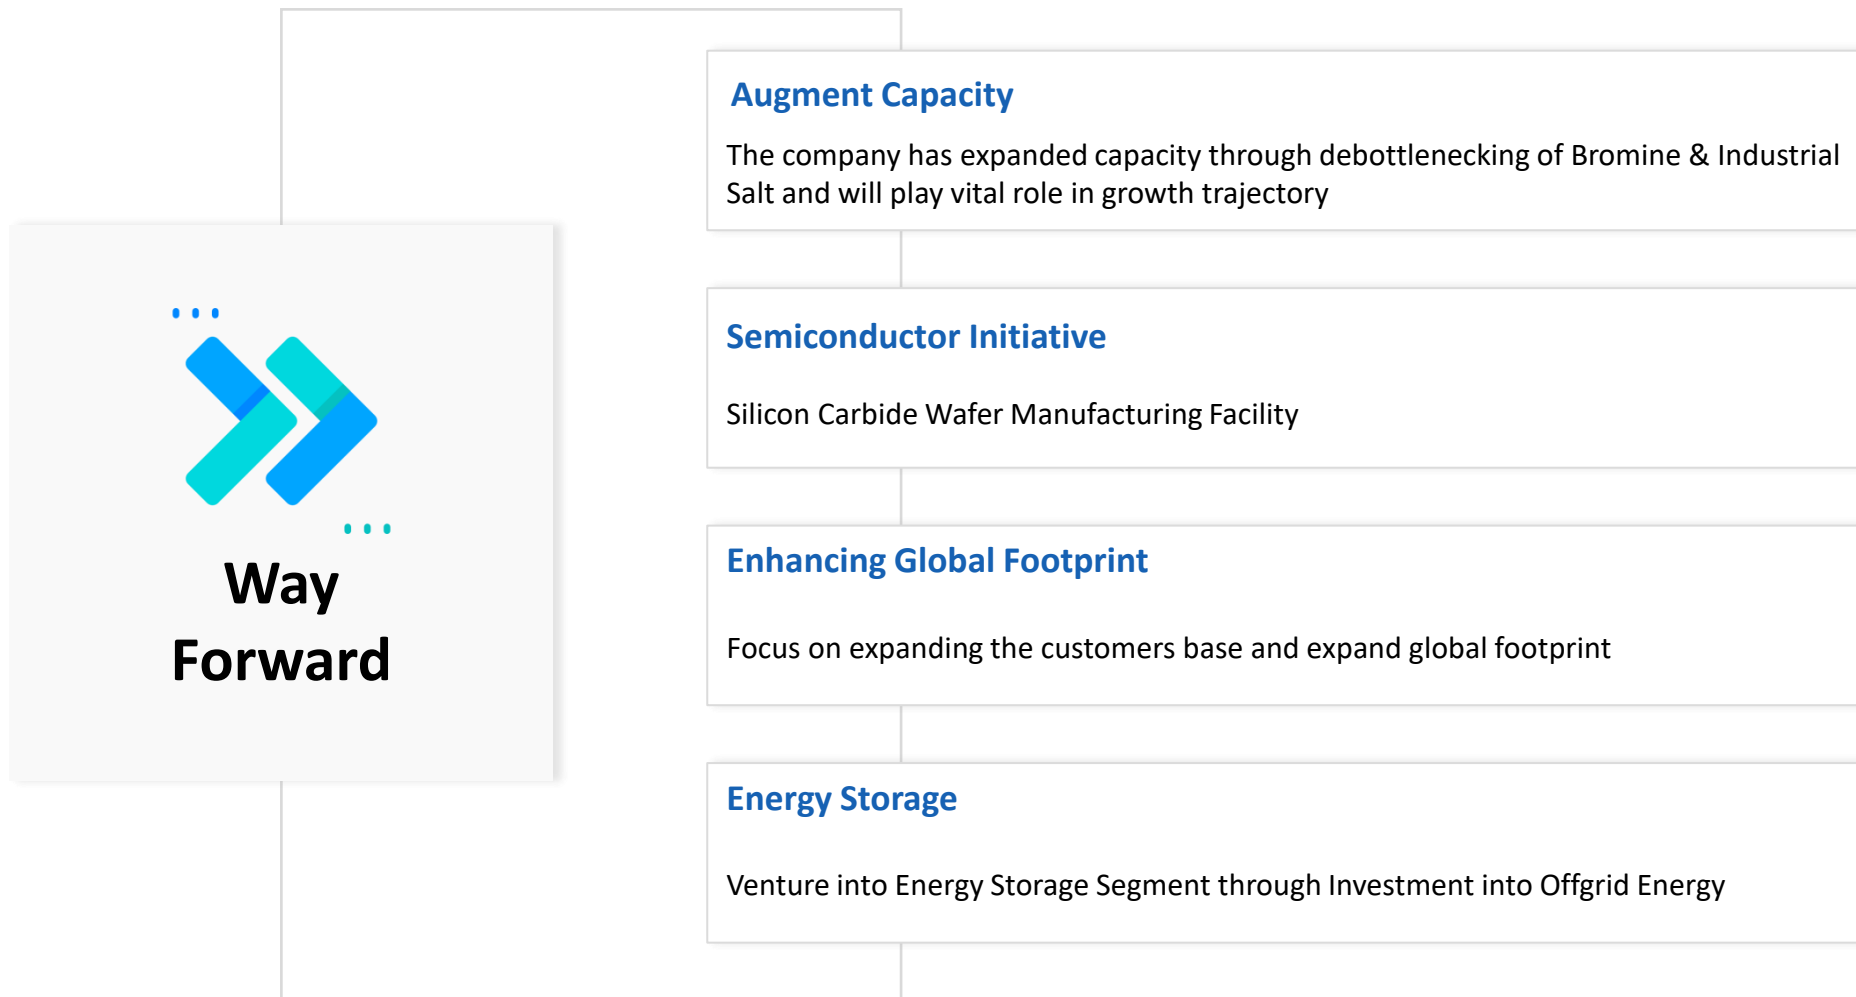 Way
Forward
Augment Capacity
The company has expanded capacity through debottlenecking of Bromine & Industrial
Salt and will play vital role in growth trajectory
Semiconductor Initiative
Silicon Carbide Wafer Manufacturing Facility
Enhancing Global Footprint
Focus on expanding the customers base and expand global footprint
Energy Storage
Venture into Energy Storage Segment through Investment into Offgrid Energy